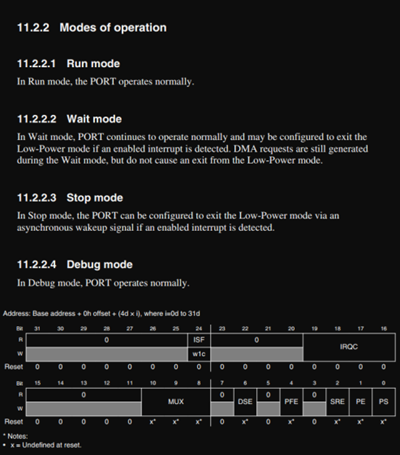 11.2.2 Modes of operation
11.2.2.1 Run mode
In Run mode, the PORT operates normally.
11.2.2.2 Wait mode
In Wait mode, PORT continues to operate normally and may be configured to exit the
Low-Power mode if an enabled interrupt is detected. DMA requests are still generated
during the Wait mode, but do not cause an exit from the Low-Power mode.
11.2.2.3 Stop mode
In Stop mode, the PORT can be configured to exit the Low-Power mode via an
asynchronous wakeup signal if an enabled interrupt is detected.
11.2.2.4 Debug mode
In Debug mode, PORT operates normally.
Address: Base address + 0h offset + (4d × i), where i=0d to 31d
Bit 31 30 29 28 27 26 25 24 23 22 21 20 19 18 17 16
R 0 ISF 0 IRQC
W w1c
Reset 0 0 0 0 0 0 0 0 0 0 0 0 0 0 0 0
Bit 15 14 13 12 11 10 9 8 7 6 5 4 3 2 1 0
R 0 MUX 0 DSE 0 PFE 0 SRE PE PS
W
Reset 0 0 0 0 0 x* x* x* 0 x* 0 x* 0 x* x* x*
* Notes:
• x = Undefined at reset.